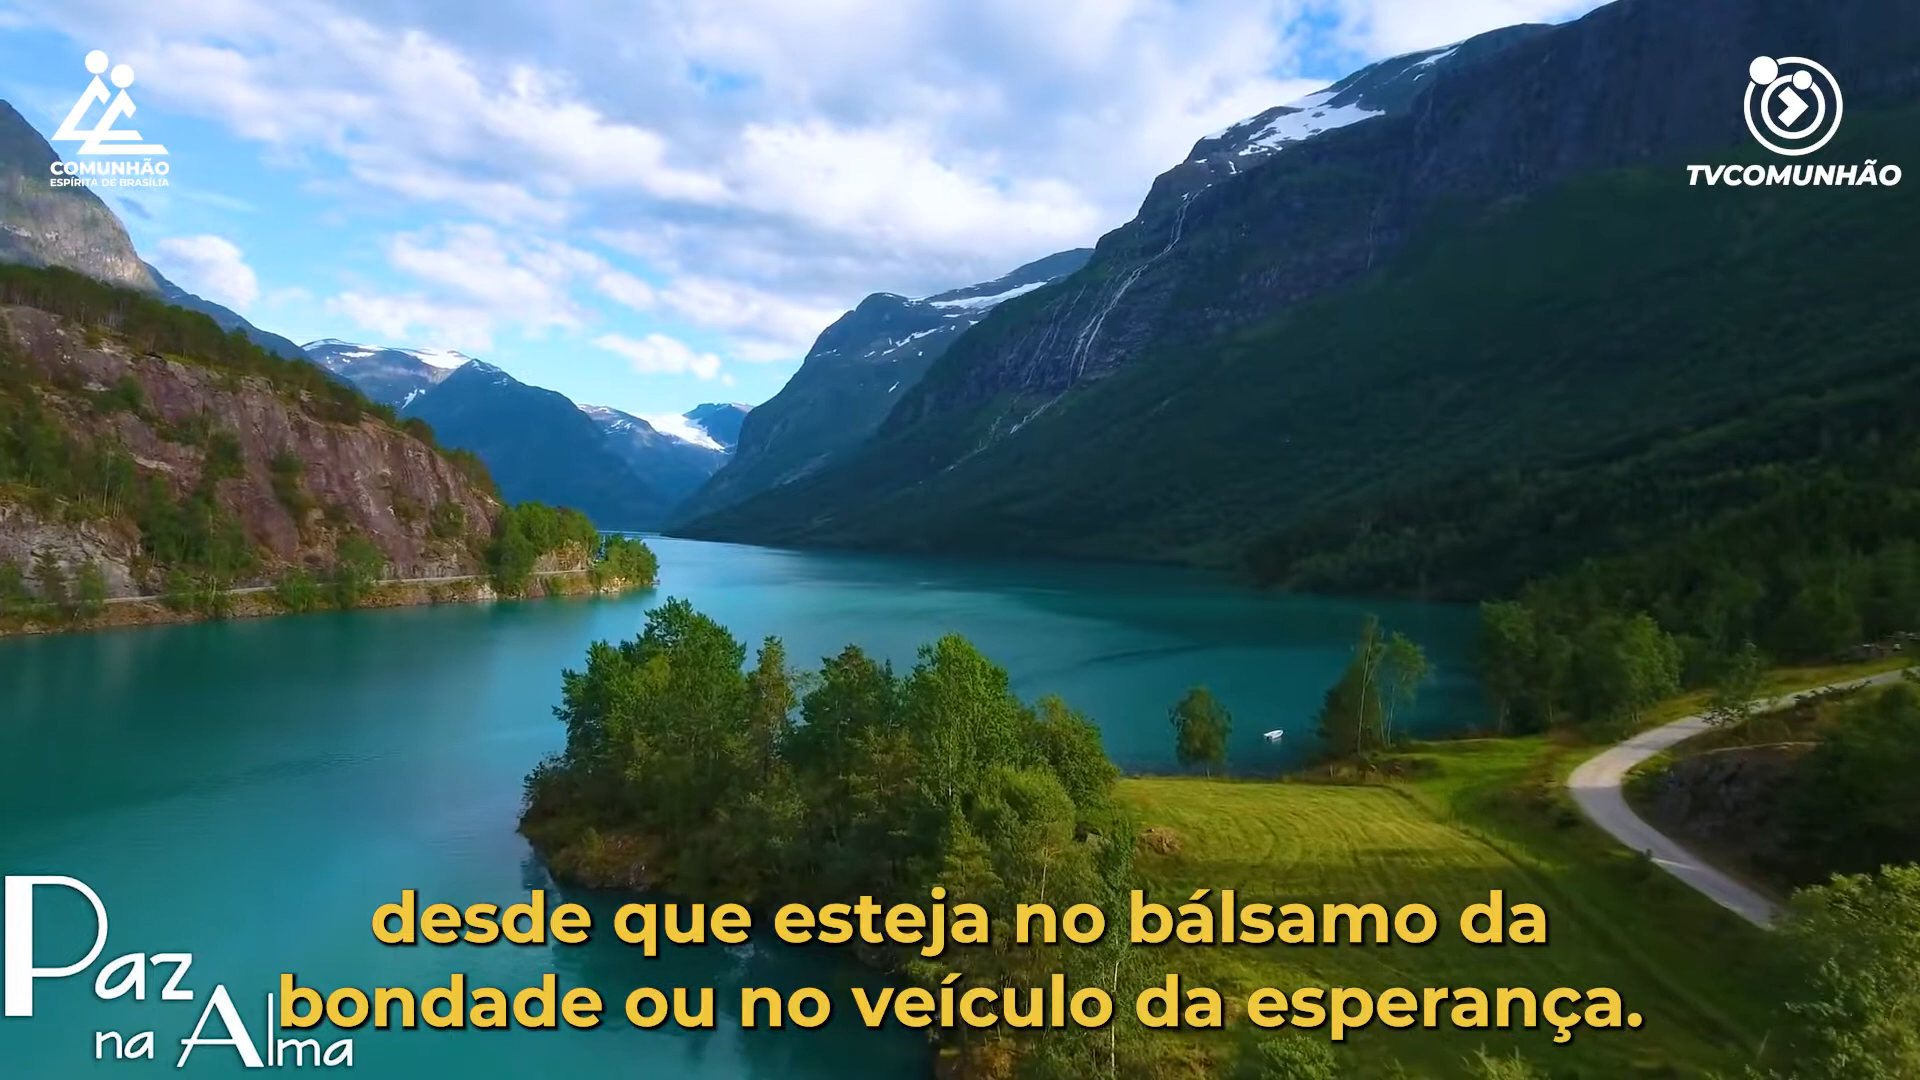 COMUNHÃO
ESPÍRITA DE BRASÍLIA
TVCOMUNHÃO
desde que esteja no bálsamo da
bondade ou no veículo da esperança.
Paz
na Alma